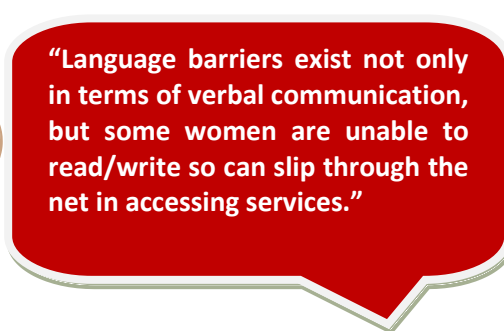 “Language barriers exist not only
in terms of verbal communication,
but some women are unable to
read/write so can slip through the
net in accessing services.”